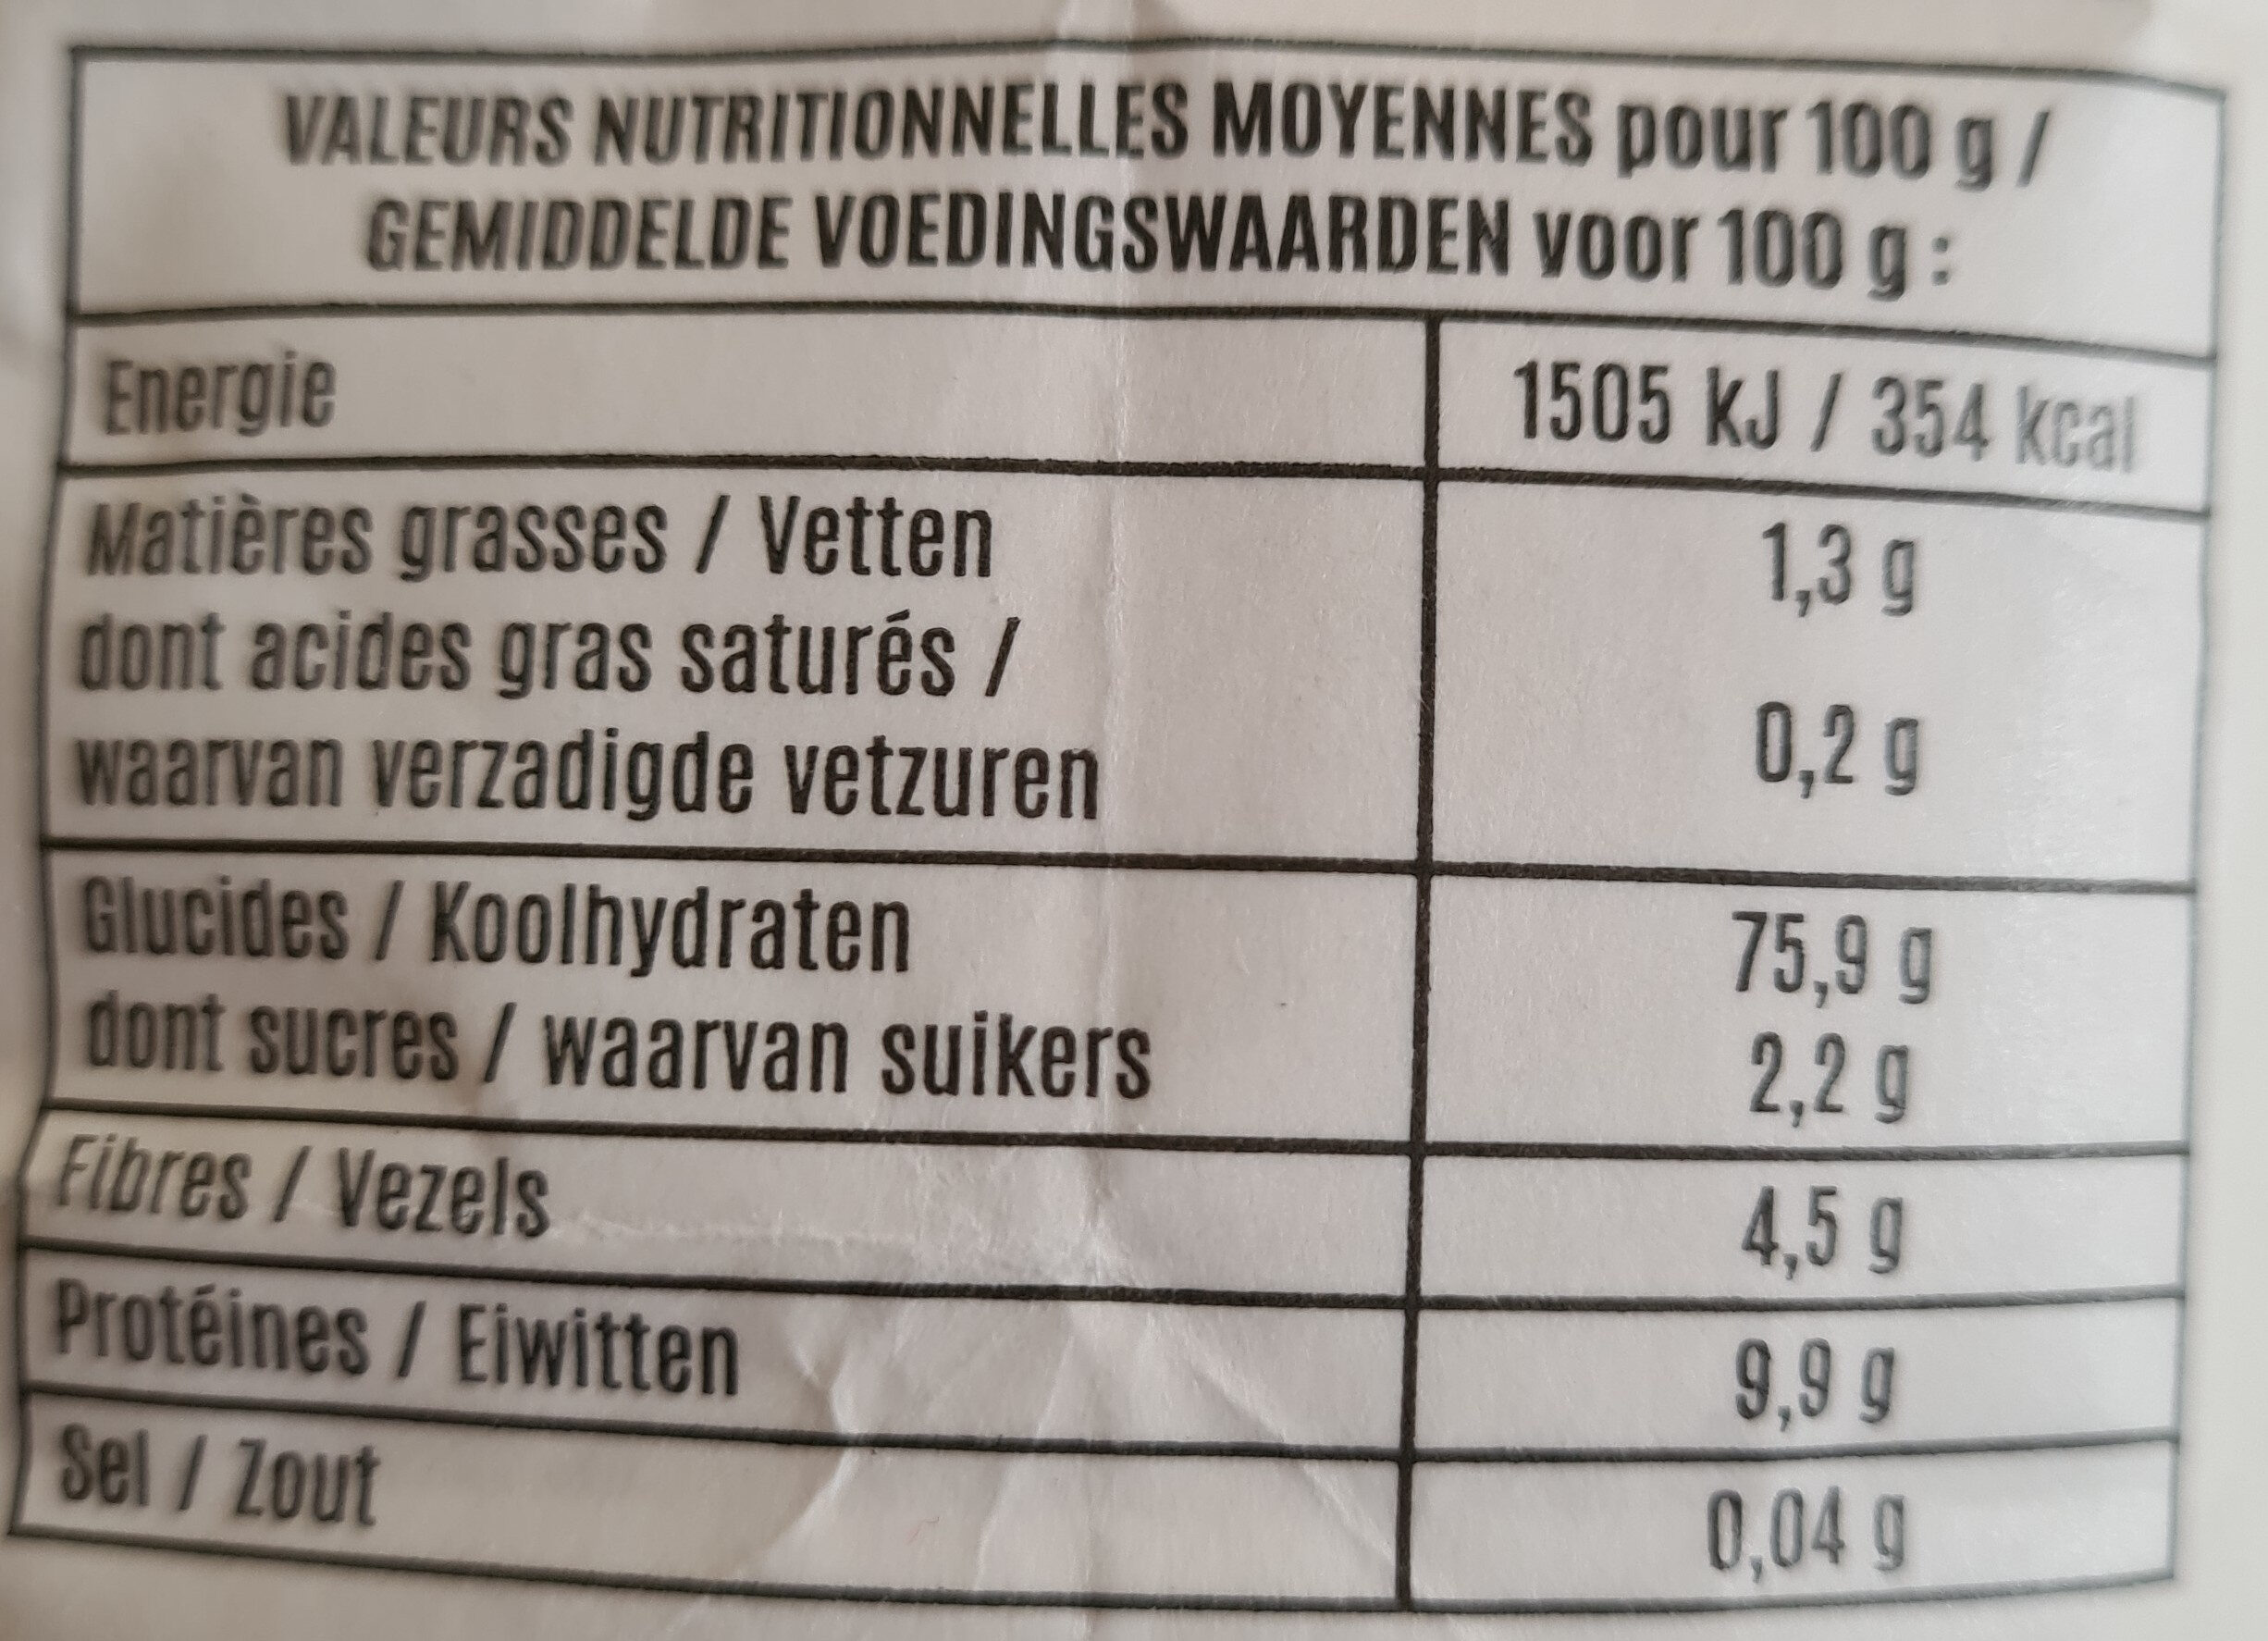 VALEURS NUTRITIONNELLES MOYENNES pour 100 g /
GEMIDDELDE VOEDINGSWAARDEN voor 100 g :
Energie 1505 kJ / 354 kcal
Matières grasses / Vetten 1,3 g
dont acides gras saturés /
waarvan verzadigde vetzuren 0,2 g
Glucides / Koolhydraten 75,9 g
dont sucres / waarvan suikers 2,2 g
Fibres / Vezels 4,5 g
Protéines / Eiwitten 9,9 g
Sel / Zout 0,04 g